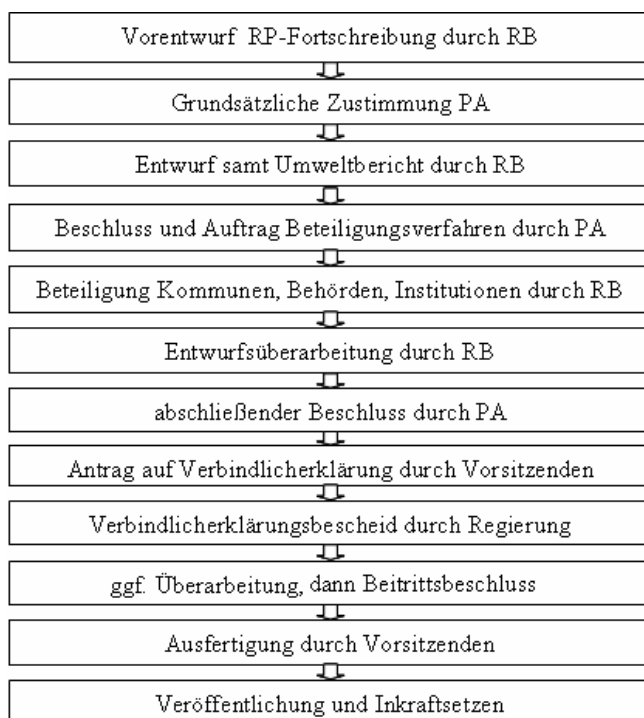 Vorentwurf RP-Fortschreibung durch RB
Grundsätzliche Zustimmung PA
Entwurf samt Umweltbericht durch RB
Beschluss und Auftrag Beteiligungsverfahren durch PA
Beteiligung Kommunen, Behörden, Institutionen durch RB
Entwurfsüberarbeitung durch RB
abschließender Beschluss durch PA
Antrag auf Verbindlicherklärung durch Vorsitzenden
Verbindlicherklärungsbescheid durch Regierung
ggf. Überarbeitung, dann Beitrittsbeschluss
Ausfertigung durch Vorsitzenden
Veröffentlichung und Inkraftsetzen